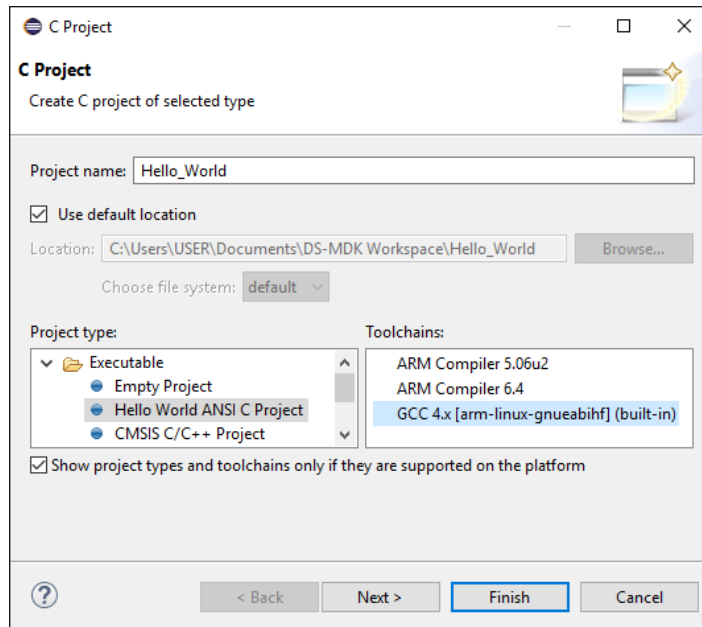 C Project
C Project
Create C project of selected type
Project name: Hello_World
Use default location
Location: C:\Users\USER\Documents\DS-MDK Workspace\Hello_World Browse...
Choose file system: default
Project type:
Executable
Empty Project
Hello World ANSI C Project
CMSIS C/C++ Project
Toolchains:
ARM Compiler 5.06u2
ARM Compiler 6.4
GCC 4.x [arm-linux-gnueabihf] (built-in)
Show project types and toolchains only if they are supported on the platform
? < Back Next > Finish Cancel